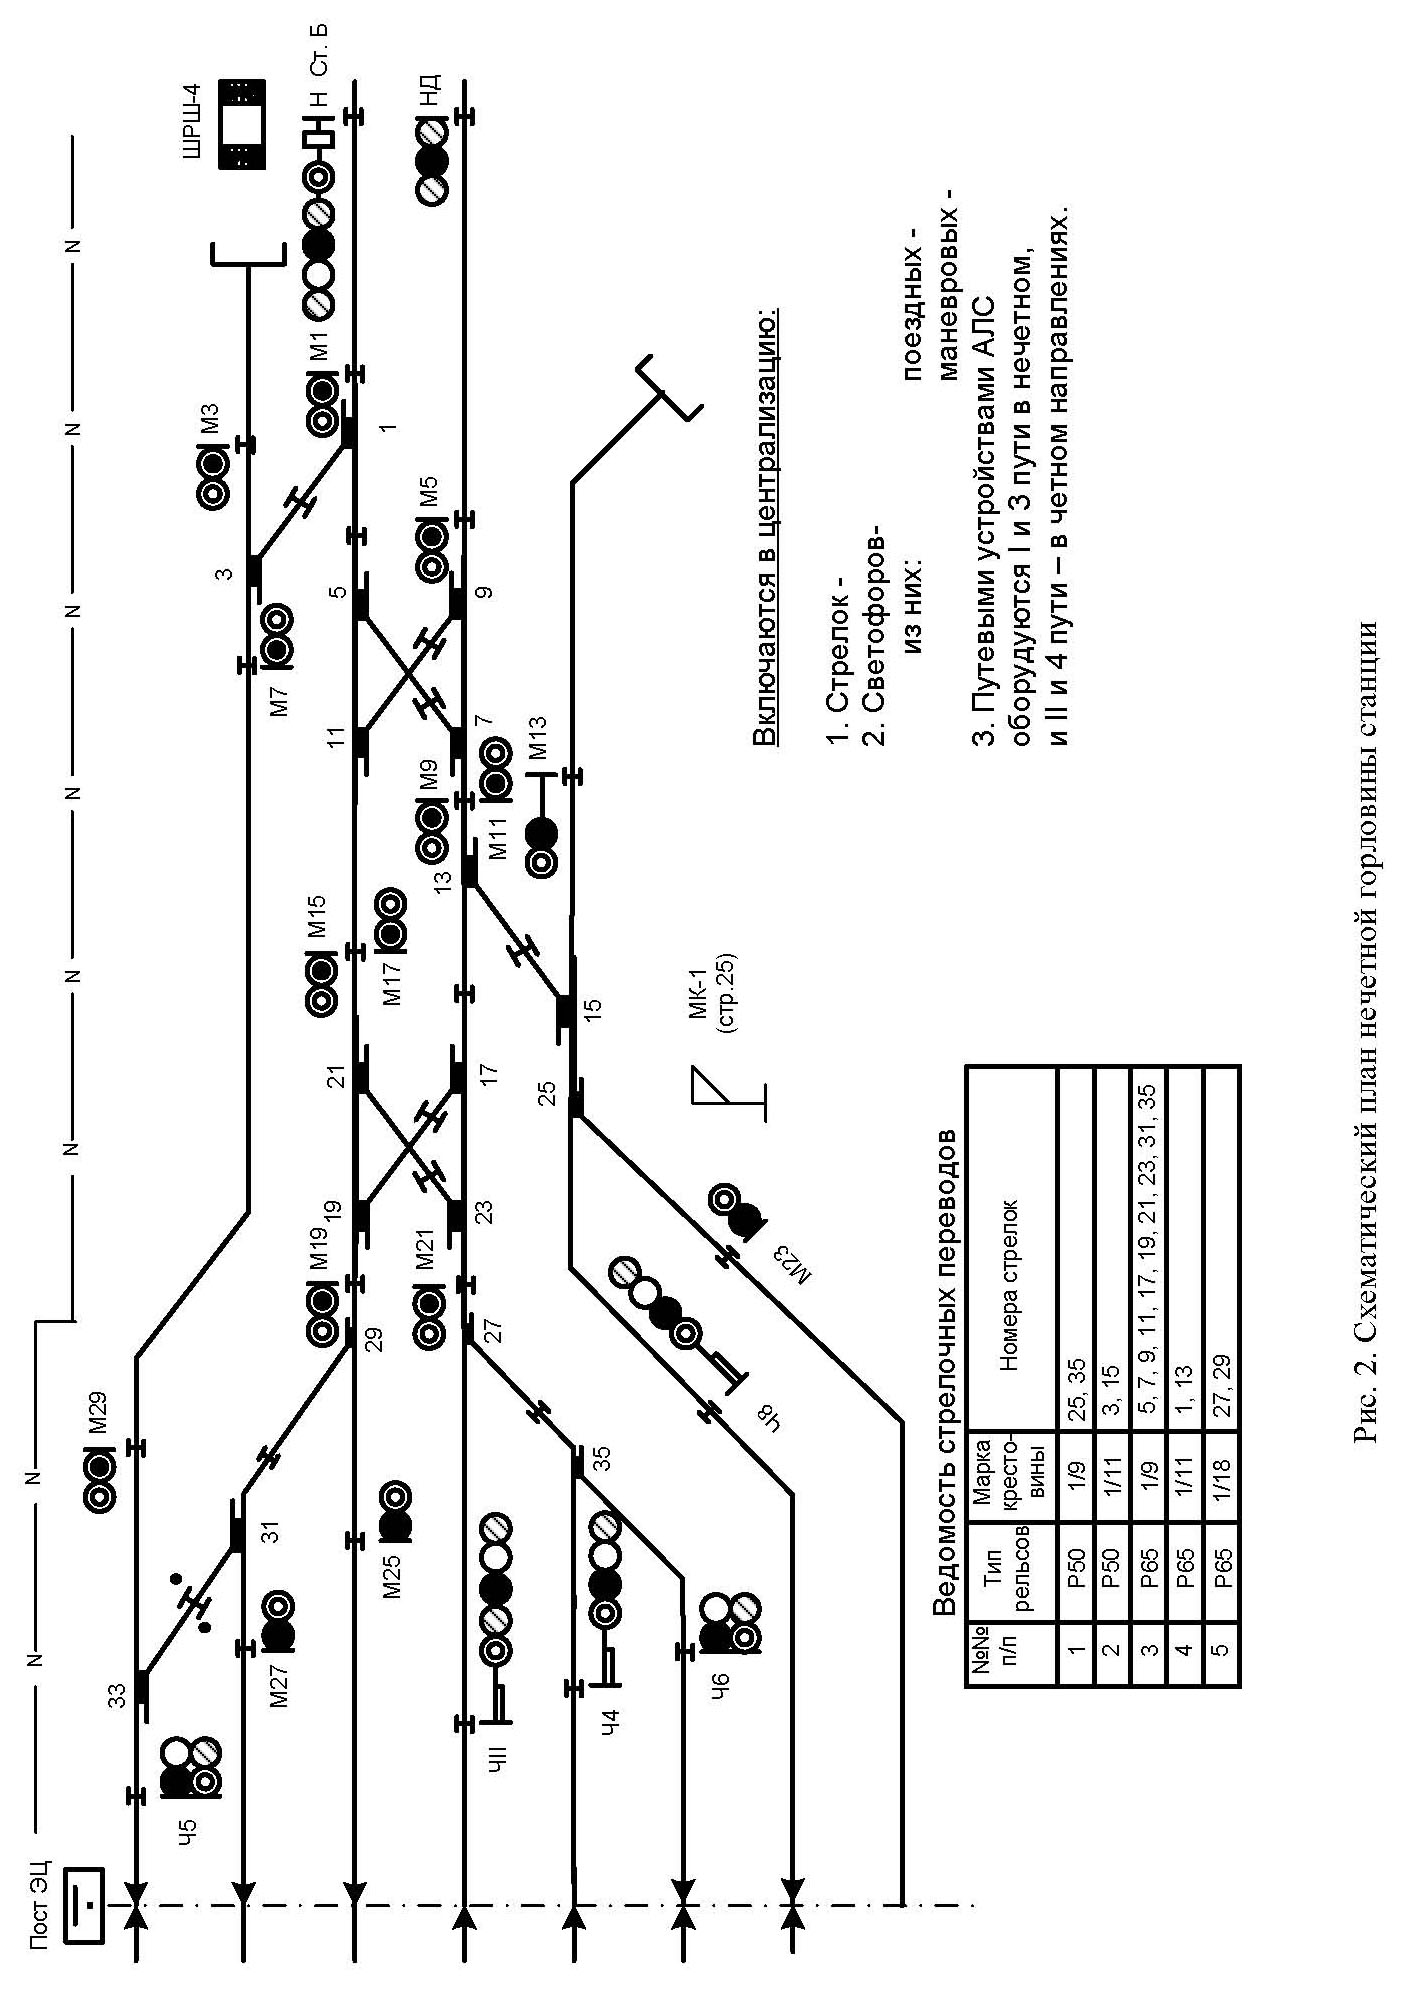 Пост ЭЦ
N
N
N
N
N
N
N
N
ШРШ-4
Н Ст. Б
НД
Ч5
33
М29
М27
31
М25
29
М19
19
21
М15
М17
11
5
М7
3
М3
М1
1
ЧII
М21
23
17
27
13
М9
М11
7
9
М5
Ч4
Ч6
35
Ч8
М23
25
15
М13
МК-1
(стр.25)
Включаются в централизацию:
1. Стрелок -
2. Светофоров-
из них: поездных -
маневровых -
3. Путевыми устройствами АЛС
оборудуются I и 3 пути в нечетном,
и II и 4 пути – в четном направлениях.
Ведомость стрелочных переводов
№№ п/п Тип рельсов Марка кресто- вины Номера стрелок
1 Р50 1/9 25, 35
2 Р50 1/11 3, 15
3 Р65 1/9 5, 7, 9, 11, 17, 19, 21, 23, 31, 35
4 Р65 1/11 1, 13
5 Р65 1/18 27, 29
Рис. 2. Схематический план нечетной горловины станции